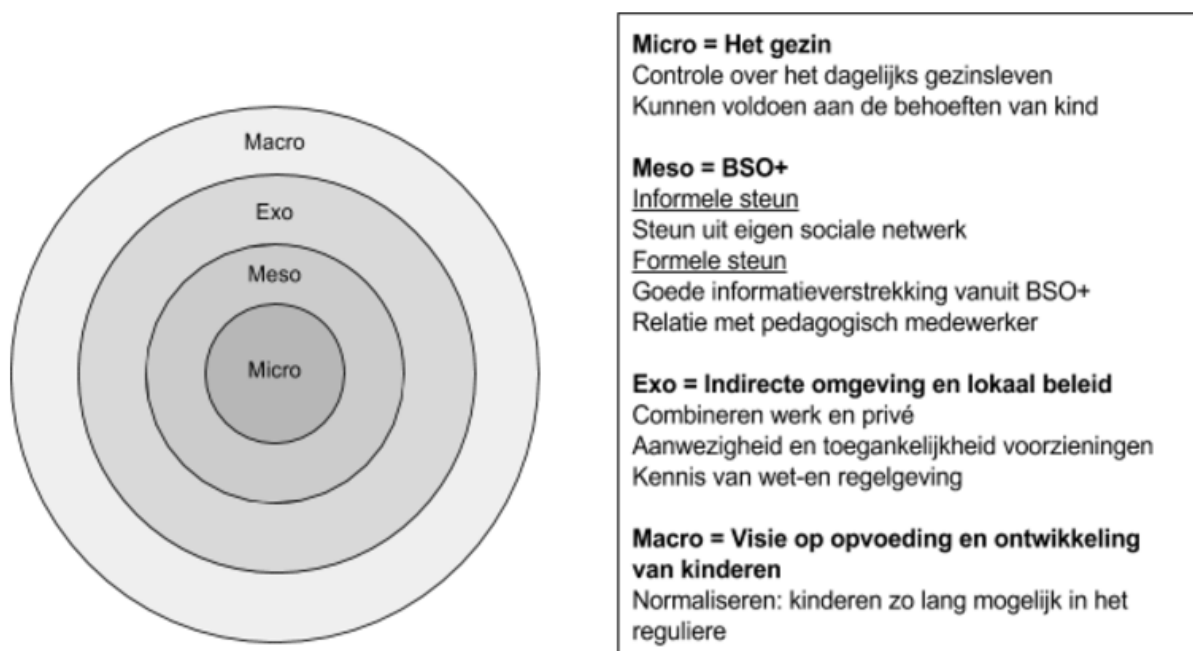 Macro
Exo
Meso
Micro
Micro = Het gezin
Controle over het dagelijks gezinsleven
Kunnen voldoen aan de behoeften van kind
Meso = BSO+
Informele steun
Steun uit eigen sociale netwerk
Formele steun
Goede informatieverstrekking vanuit BSO+
Relatie met pedagogisch medewerker
Exo = Indirecte omgeving en lokaal beleid
Combineren werk en privé
Aanwezigheid en toegankelijkheid voorzieningen
Kennis van wet-en regelgeving
Macro = Visie op opvoeding en ontwikkeling
van kinderen
Normaliseren: kinderen zo lang mogelijk in het
reguliere